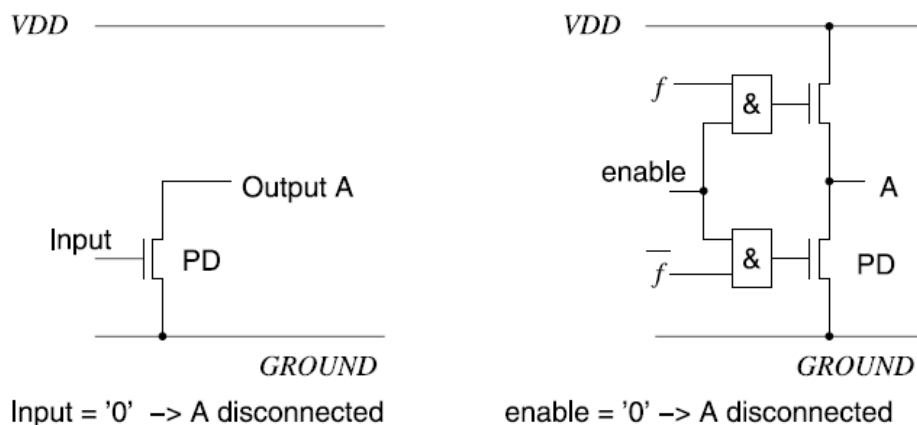 VDD
Output A
Input
PD
GROUND
Input = '0' –> A disconnected
VDD
f
&
enable
A
&
f̅
PD
GROUND
enable = '0' –> A disconnected